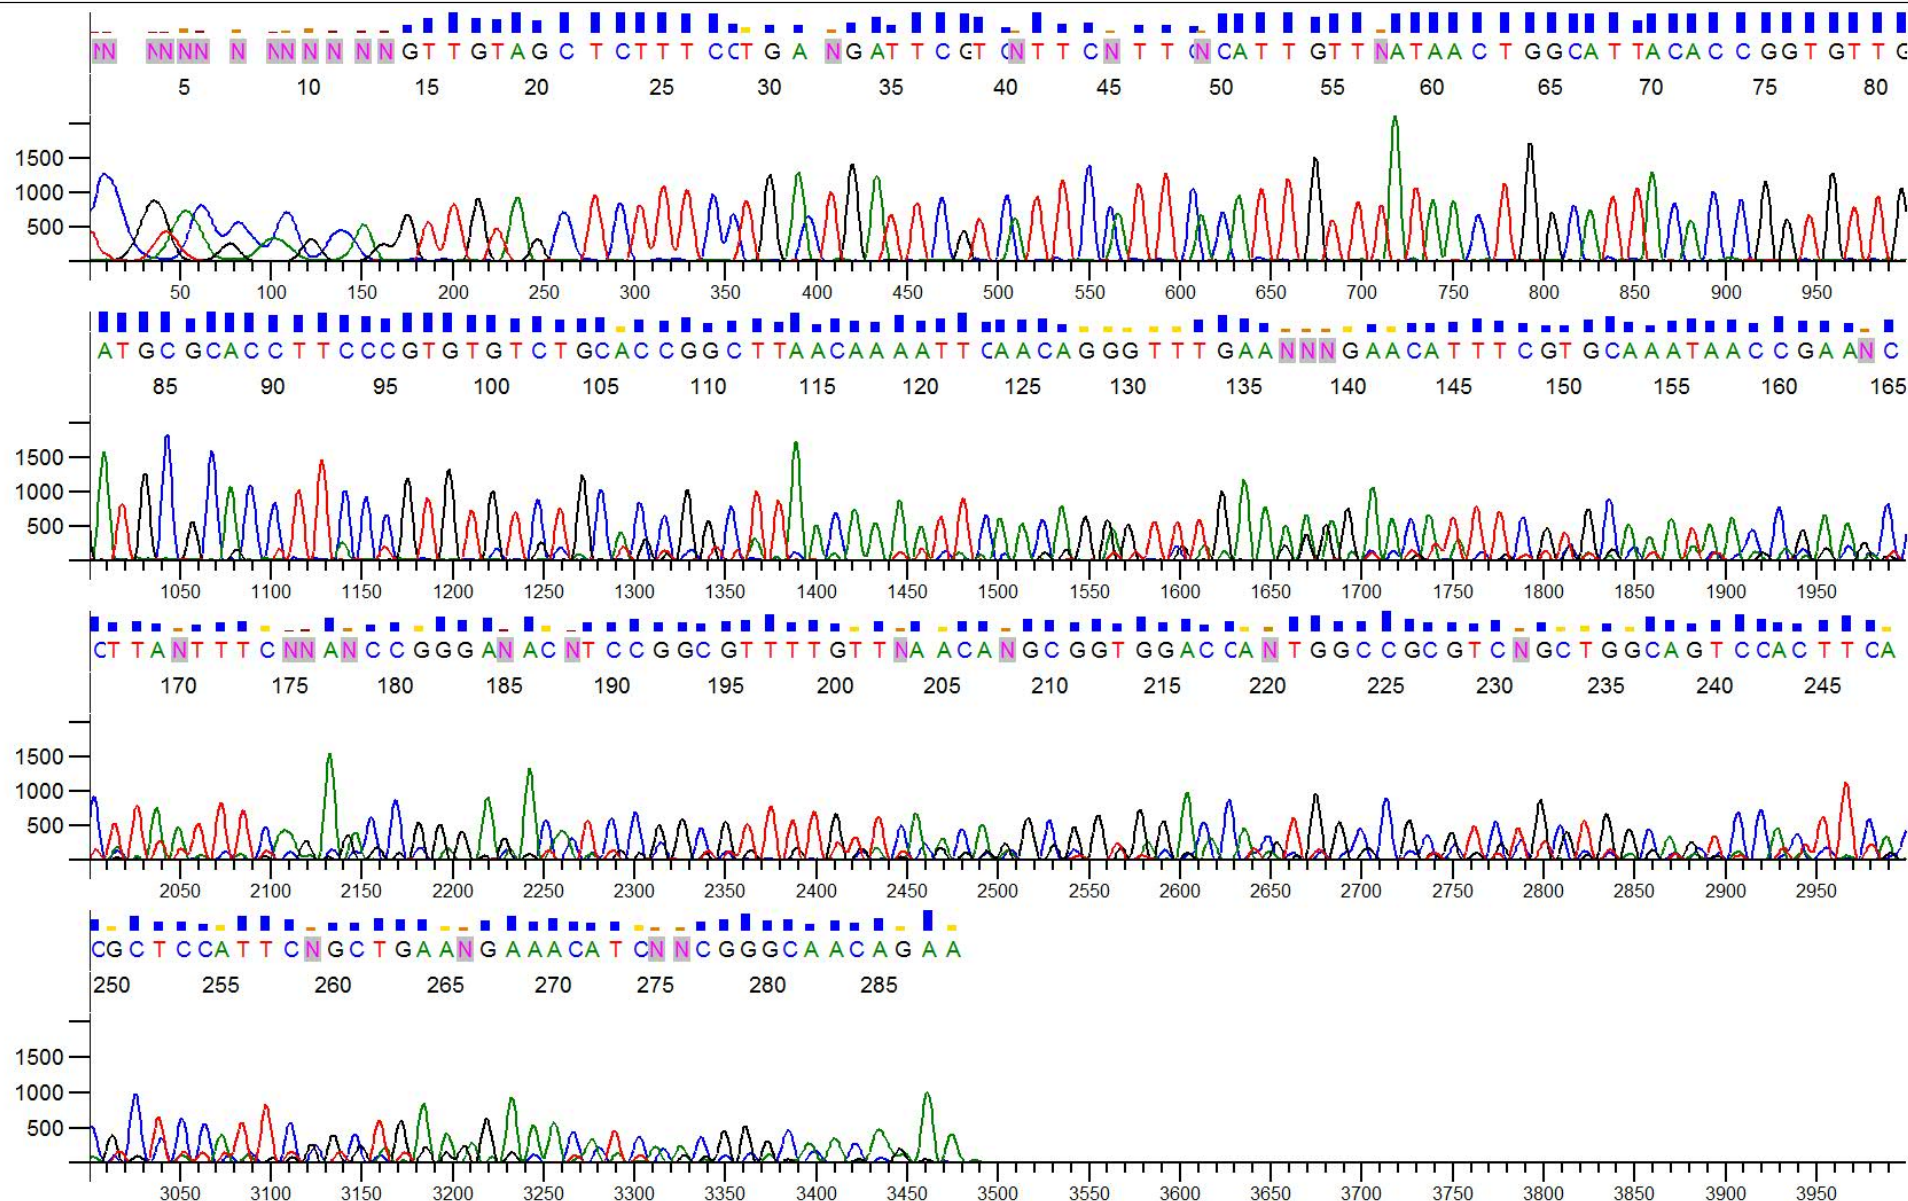 NN NNNN N NN N N N N GTTGTAGCTCTTTCCTGANGATTCGTCNTTCNTTCNCATTGTTNATAACTGGCATTACACCGGTGTTG
5 10 15 20 25 30 35 40 45 50 55 60 65 70 75 80
1500
1000
500
50 100 150 200 250 300 350 400 450 500 550 600 650 700 750 800 850 900 950
ATGCGCACCTTCCCGTGTGTCTGCACCGGCTTAACAAAATTCAACAGGGTTTGAANNNGAACATTTCGTGCAAATAACCGAANC
85 90 95 100 105 110 115 120 125 130 135 140 145 150 155 160 165
1500
1000
500
1050 1100 1150 1200 1250 1300 1350 1400 1450 1500 1550 1600 1650 1700 1750 1800 1850 1900 1950
CTTANTTTCNNANCCGGGANACNTCCGGCGTTTTGTTNAACANGCGGTGGACCANTGGCCGCGTCNGCTGGCAGTCCACTTCA
170 175 180 185 190 195 200 205 210 215 220 225 230 235 240 245
1500
1000
500
2050 2100 2150 2200 2250 2300 2350 2400 2450 2500 2550 2600 2650 2700 2750 2800 2850 2900 2950
CGCTCCATTCNGCTGAANGAAACATCNNCGGGCAACAGAA
250 255 260 265 270 275 280 285
1500
1000
500
3050 3100 3150 3200 3250 3300 3350 3400 3450 3500 3550 3600 3650 3700 3750 3800 3850 3900 3950